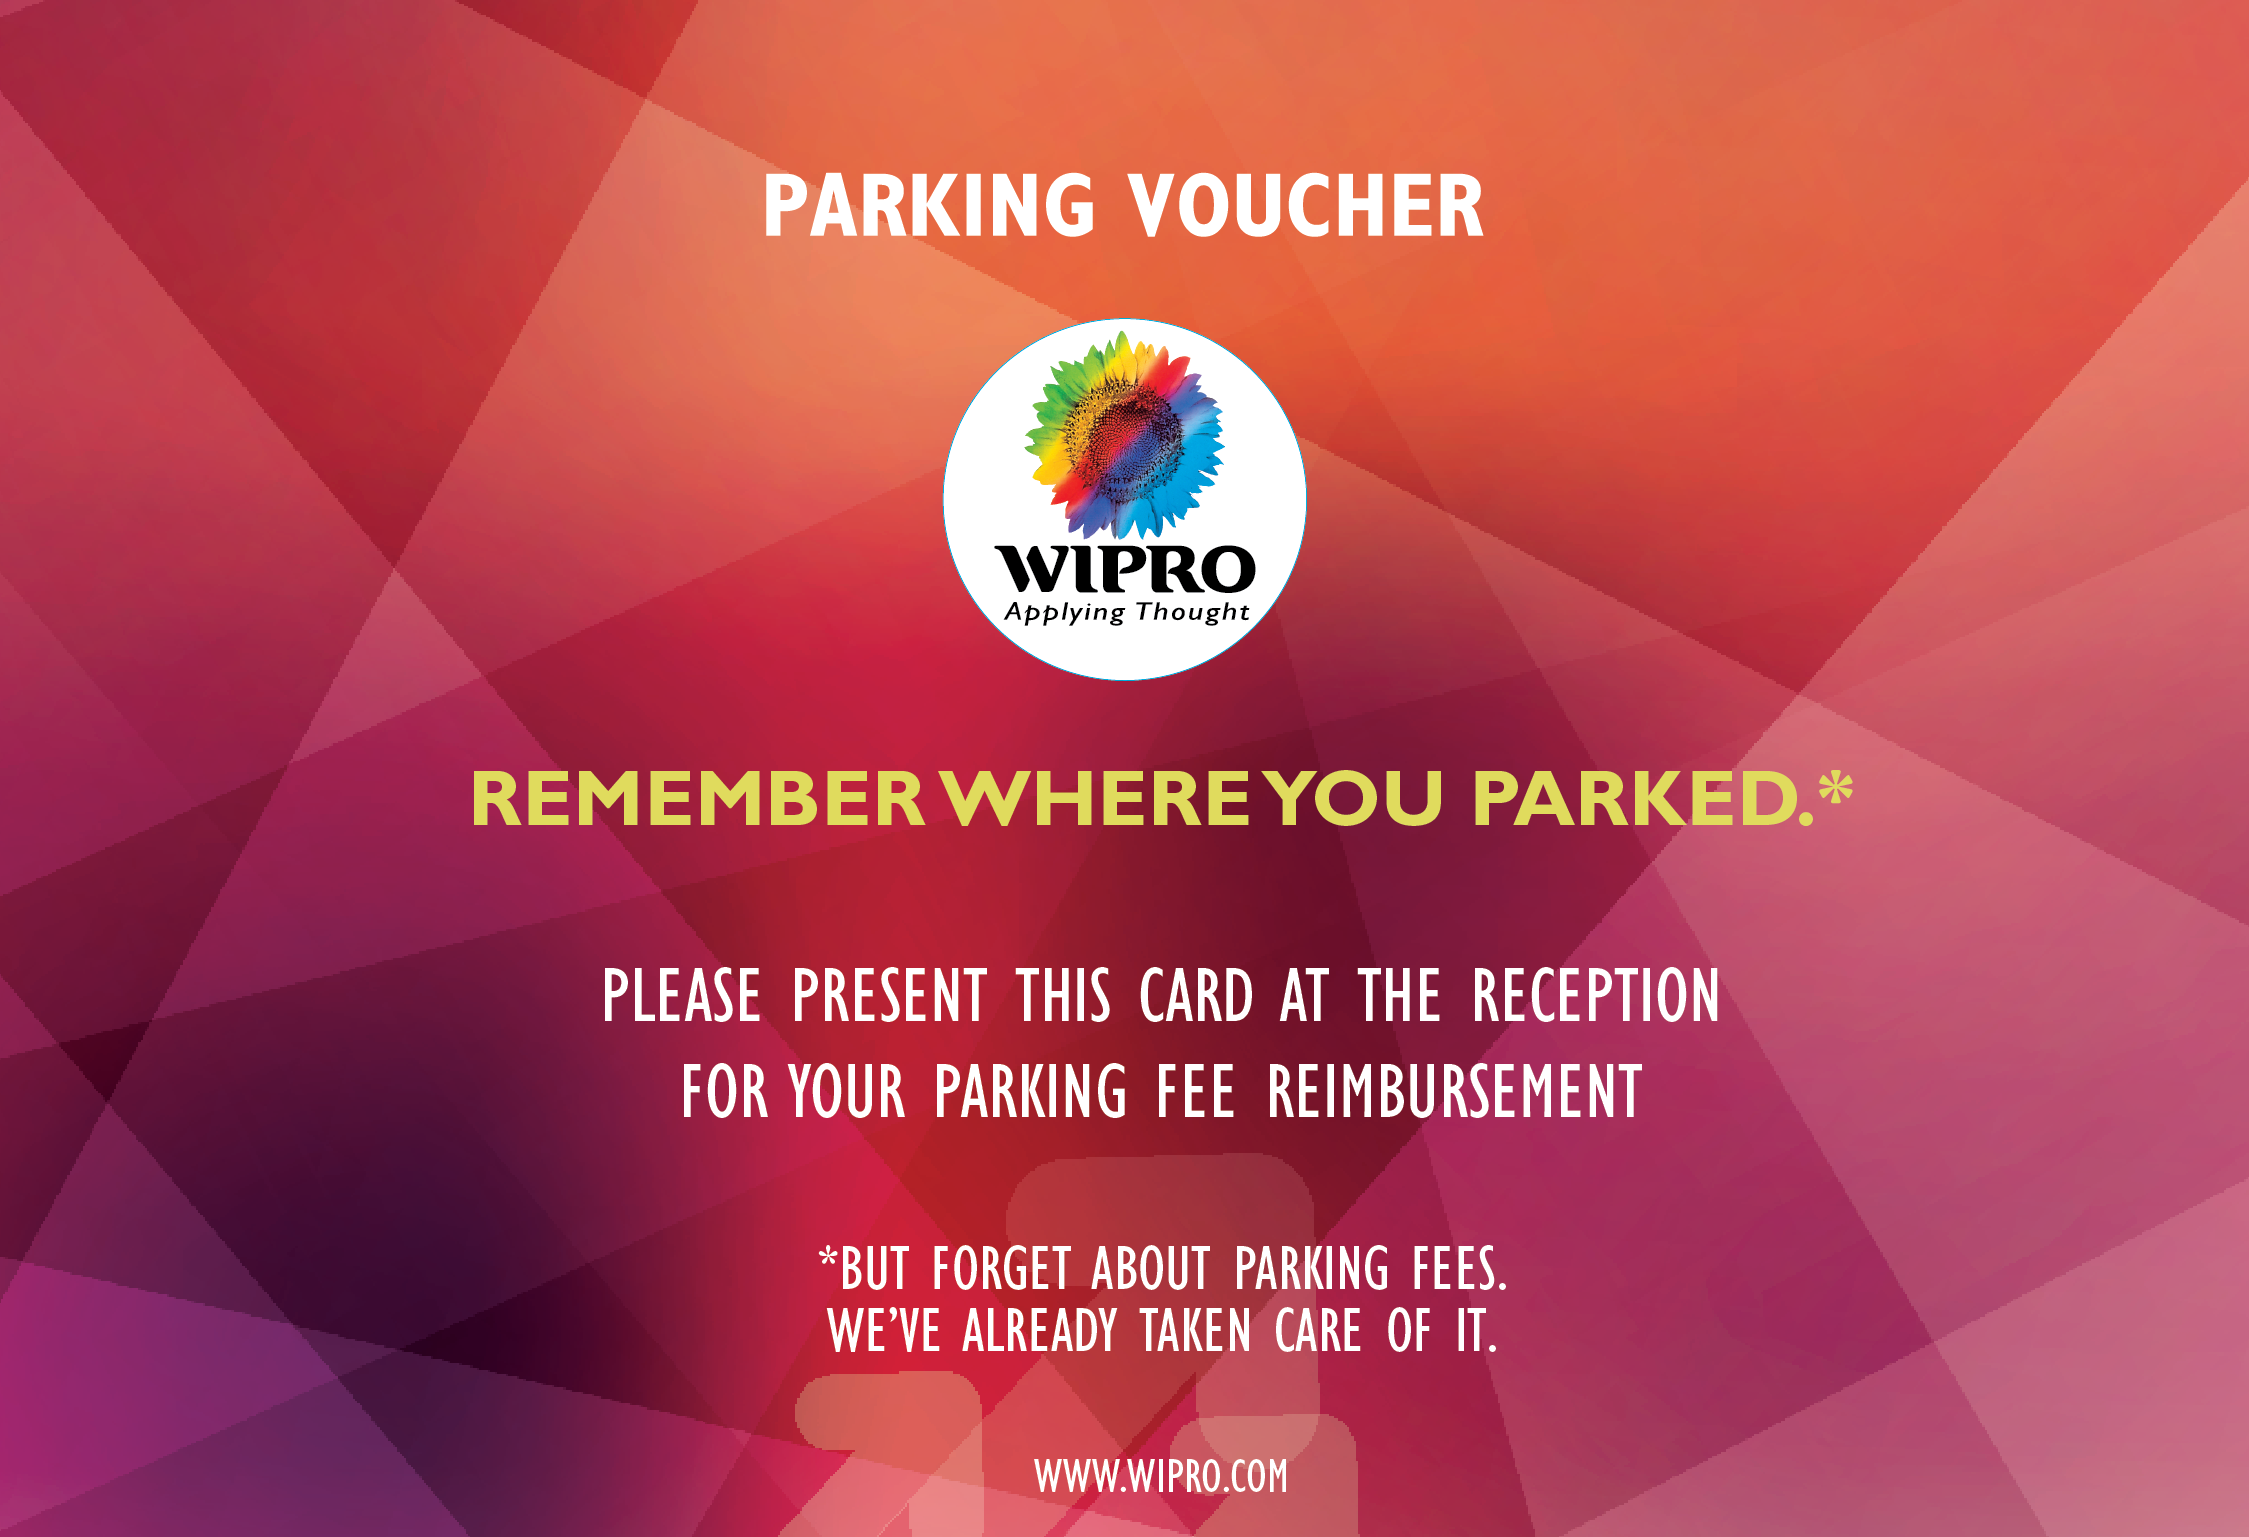 PARKING VOUCHER
WIPRO
Applying Thought
REMEMBER WHERE YOU PARKED.*
PLEASE PRESENT THIS CARD AT THE RECEPTION
FOR YOUR PARKING FEE REIMBURSEMENT
*BUT FORGET ABOUT PARKING FEES.
WE’VE ALREADY TAKEN CARE OF IT.
WWW.WIPRO.COM